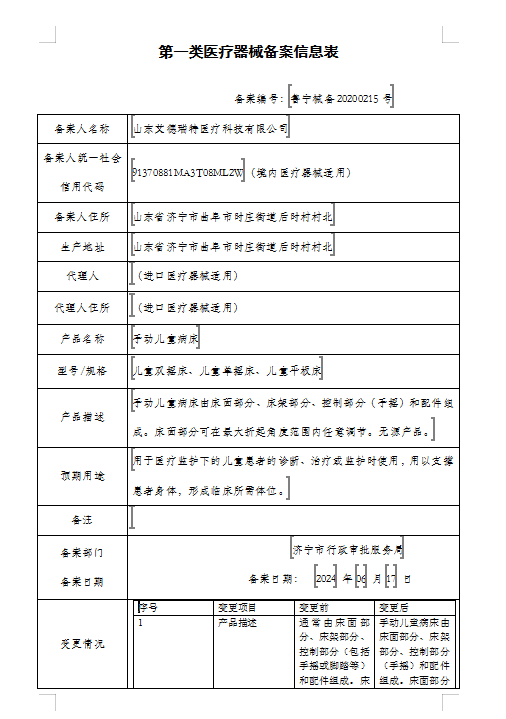 第一类医疗器械备案信息表
备案编号：鲁宁械备20200215号
备案人名称
山东艾德瑞特医疗科技有限公司
备案人统一社会
信用代码
91370881MA3T08ML2W（境内医疗器械适用）
备案人住所
山东省济宁市曲阜市时庄街道后时村村北
生产地址
山东省济宁市曲阜市时庄街道后时村村北
代理人
（进口医疗器械适用）
代理人住所
（进口医疗器械适用）
产品名称
手动儿童病床
型号/规格
儿童双摇床、儿童单摇床、儿童平板床
产品描述
手动儿童病床由床面部分、床架部分、控制部分（手摇）和配件组
成。床面部分可在最大折起角度范围内任意调节。无源产品。
预期用途
用于医疗监护下的儿童患者的诊断、治疗或监护时使用，用以支撑
患者身体，形成临床所需体位。
备注
备案部门
备案日期
济宁市行政审批服务局
备案日期： 2024 年 06 月 17 日
变更情况
序号 变更项目 变更前 变更后
1 产品描述
通常由床面部
分、床架部分、
控制部分（包括
手摇或脚踏等）
和配件组成。床
手动儿童病床由
床面部分、床架
部分、控制部分
（手摇）和配件
组成。床面部分